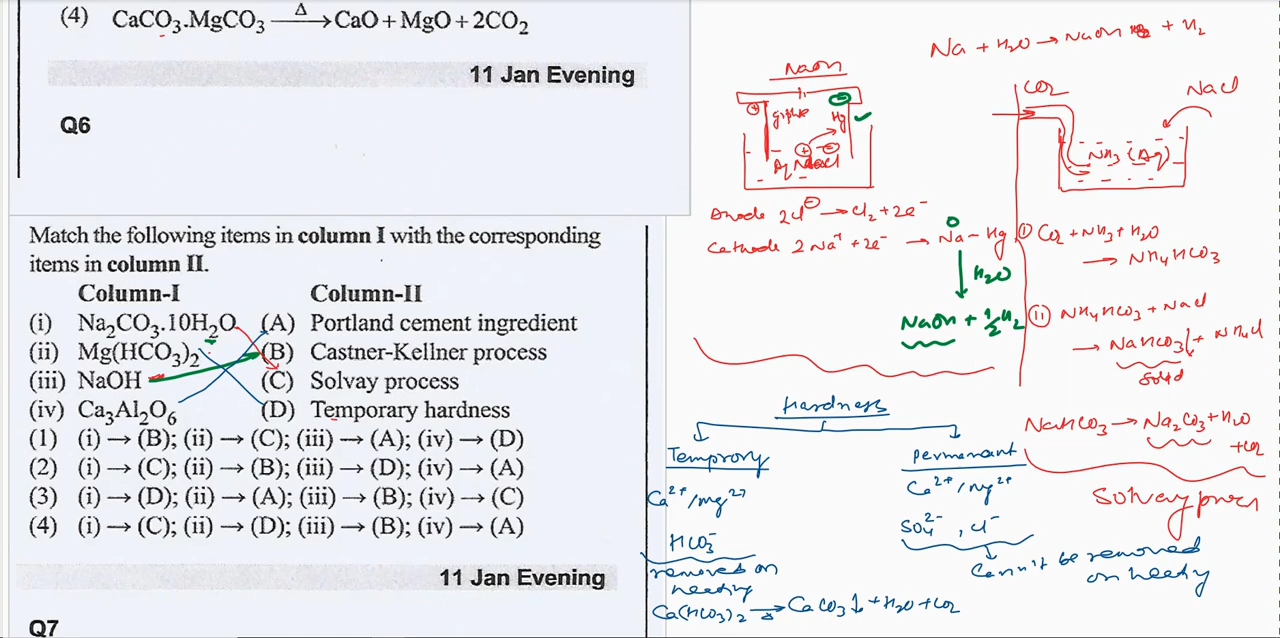 (4) CaCO₃.MgCO₃ —Δ→ CaO + MgO + 2CO₂
11 Jan Evening
Q6
Match the following items in column I with the corresponding
items in column II.
Column-I Column-II
(i) Na₂CO₃.10H₂O (A) Portland cement ingredient
(ii) Mg(HCO₃)₂ (B) Castner-Kellner process
(iii) NaOH (C) Solvay process
(iv) Ca₃Al₂O₆ (D) Temporary hardness
(1) (i) → (B); (ii) → (C); (iii) → (A); (iv) → (D)
(2) (i) → (C); (ii) → (B); (iii) → (D); (iv) → (A)
(3) (i) → (D); (ii) → (A); (iii) → (B); (iv) → (C)
(4) (i) → (C); (ii) → (D); (iii) → (B); (iv) → (A)
11 Jan Evening
Q7
Na + H₂O → NaOH + H₂
NaOH
+ −
Hg
+ −
Aq
Anode 2Cl⁻ → Cl₂ + 2e⁻
Cathode 2Na⁺ + 2e⁻ → Na – Hg
H₂O
NaOH + ½H₂
CO₂
NaCl
NH₃ (Aq)
(i) CO₂ + NH₃ + H₂O
→ NH₄HCO₃
(ii) NH₄HCO₃ + NaCl
→ NaHCO₃↓ + NH₄Cl
Solid
NaHCO₃ → Na₂CO₃ + H₂O
+ CO₂
Solvay
Hardness
Temprory
Ca²⁺/Mg²⁺
HCO₃⁻
removed on
heating
Ca(HCO₃)₂ —Δ→ CaCO₃↓ + H₂O + CO₂
Permenant
Ca²⁺/Mg²⁺
SO₄²⁻, Cl⁻
be removed
on heating